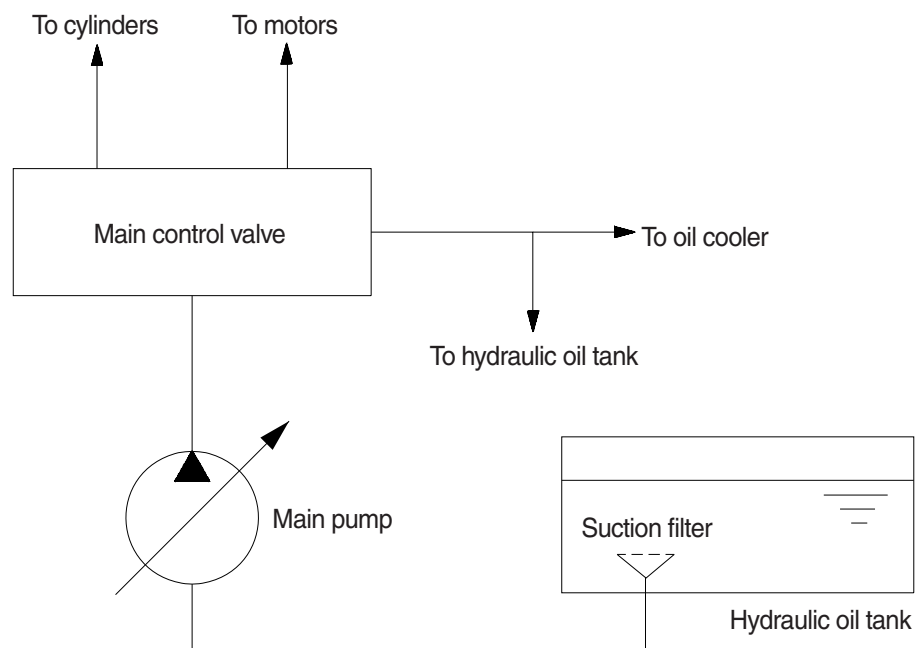 To cylinders
To motors
Main control valve
To oil cooler
To hydraulic oil tank
Main pump
Suction filter
Hydraulic oil tank